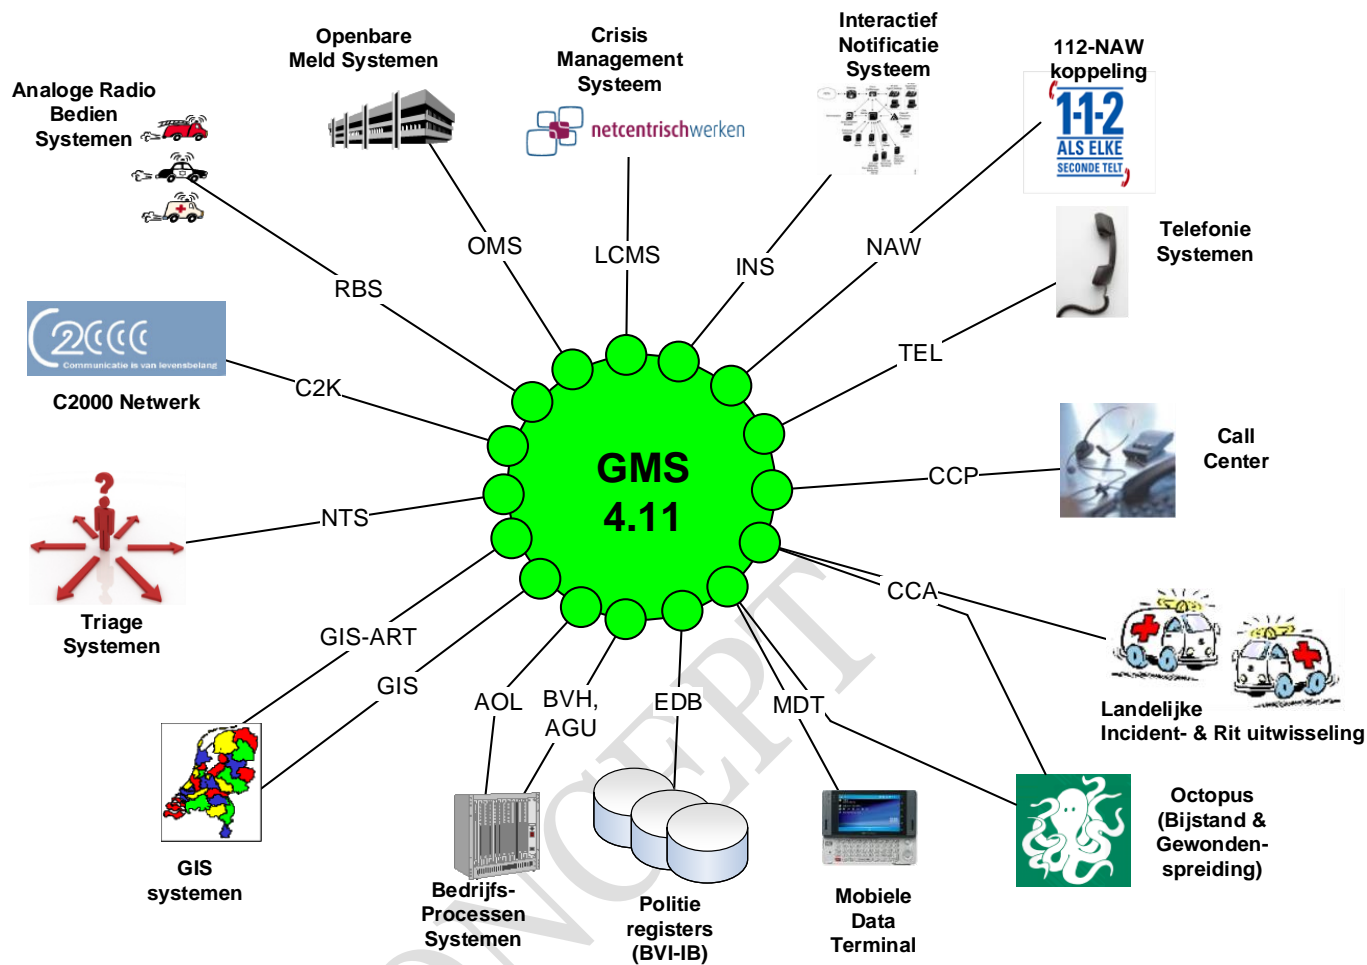 Openbare
Meld Systemen
Crisis
Management
Systeem
netcentrischwerken
Interactief
Notificatie
Systeem
112-NAW
koppeling
1-1-2
ALS ELKE
SECONDE TELT
Analoge Radio
Bedien
Systemen
Telefonie
Systemen
OMS
LCMS
INS
NAW
RBS
TEL
C2000
Communicatie is van levensbelang
C2000 Netwerk
C2K
GMS
4.11
CCP
Call
Center
NTS
Triage
Systemen
CCA
GIS-ART
GIS
AOL
BVH,
AGU
EDB
MDT
Landelijke
Incident- & Rit uitwisseling
GIS
systemen
Bedrijfs-
Processen
Systemen
Politie
registers
(BVI-IB)
Mobiele
Data
Terminal
Octopus
(Bijstand &
Gewonden-
spreiding)
CONCEPT